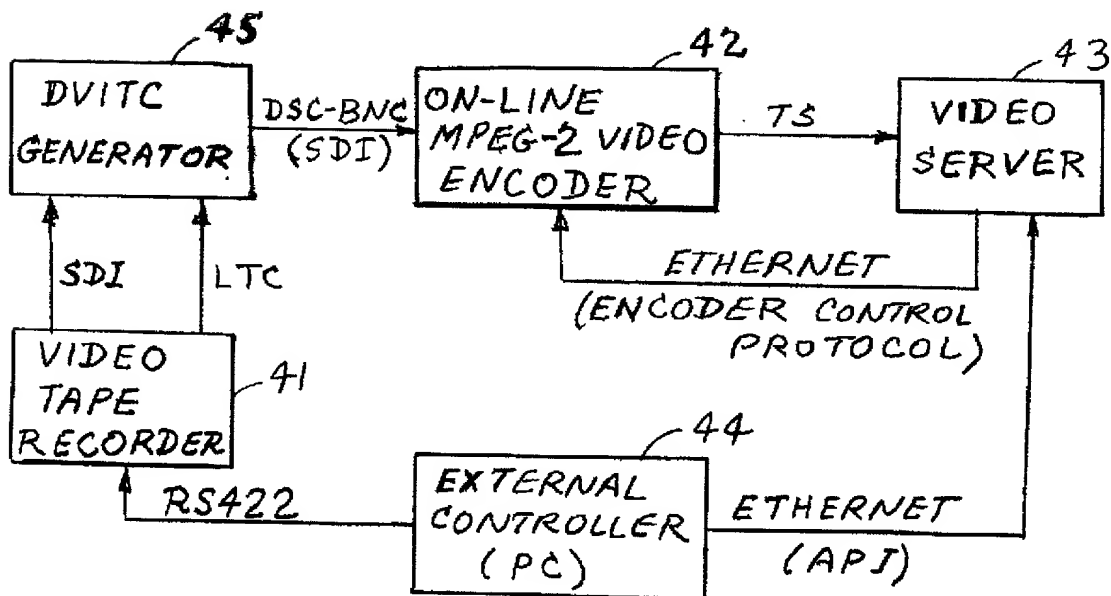 45
DVITC
GENERATOR
DSC-BNC
(SDI)
42
ON-LINE
MPEG-2 VIDEO
ENCODER
TS
43
VIDEO
SERVER
SDI
LTC
ETHERNET
(ENCODER CONTROL
PROTOCOL)
VIDEO
TAPE
RECORDER
41
RS422
44
EXTERNAL
CONTROLLER
(PC)
ETHERNET
(API)